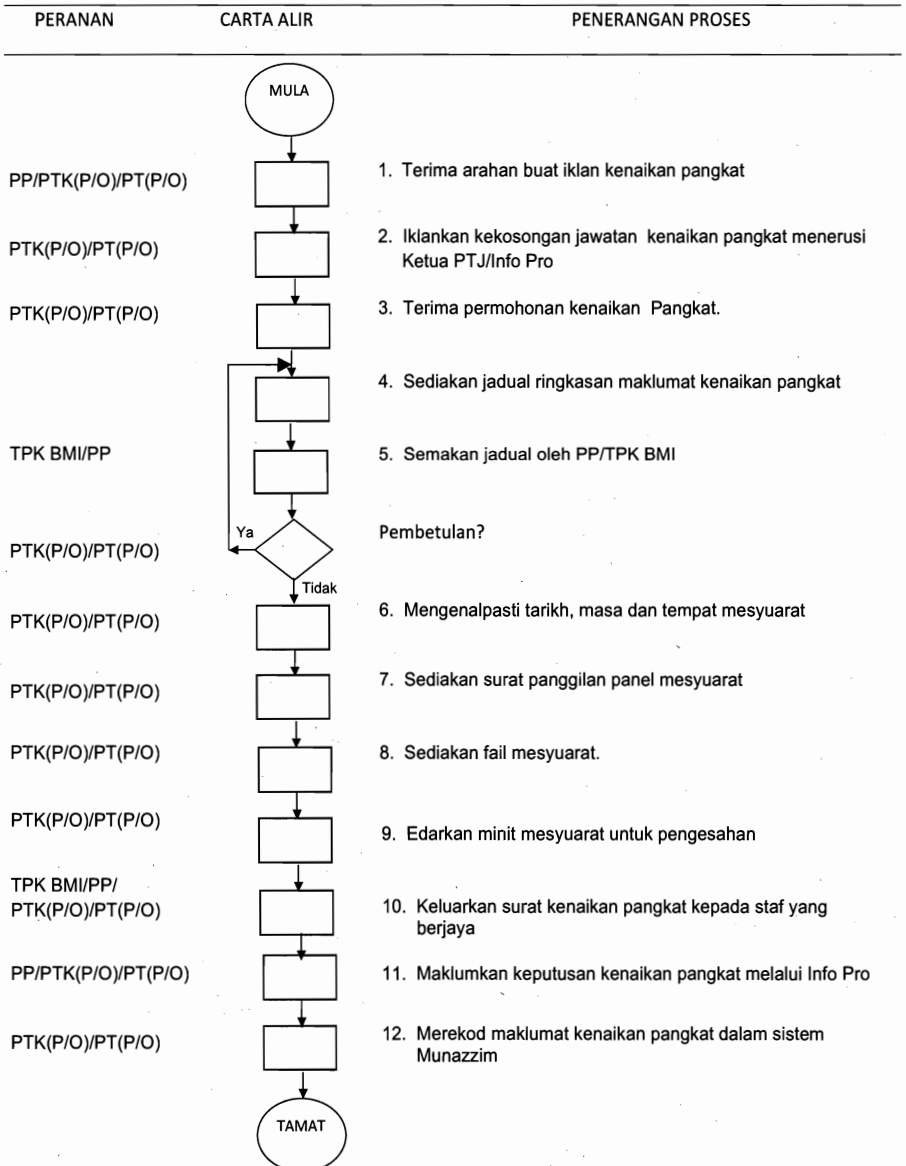 PERANAN CARTA ALIR PENERANGAN PROSES
MULA
PP/PTK(P/O)/PT(P/O) 1. Terima arahan buat iklan kenaikan pangkat
PTK(P/O)/PT(P/O) 2. Iklankan kekosongan jawatan kenaikan pangkat menerusi
Ketua PTJ/Info Pro
PTK(P/O)/PT(P/O) 3. Terima permohonan kenaikan Pangkat.
4. Sediakan jadual ringkasan maklumat kenaikan pangkat
TPK BMI/PP 5. Semakan jadual oleh PP/TPK BMI
Ya Pembetulan?
PTK(P/O)/PT(P/O)
Tidak
PTK(P/O)/PT(P/O) 6. Mengenalpasti tarikh, masa dan tempat mesyuarat
PTK(P/O)/PT(P/O) 7. Sediakan surat panggilan panel mesyuarat
PTK(P/O)/PT(P/O) 8. Sediakan fail mesyuarat.
PTK(P/O)/PT(P/O) 9. Edarkan minit mesyuarat untuk pengesahan
TPK BMI/PP/
PTK(P/O)/PT(P/O) 10. Keluarkan surat kenaikan pangkat kepada staf yang
berjaya
PP/PTK(P/O)/PT(P/O) 11. Maklumkan keputusan kenaikan pangkat melalui Info Pro
PTK(P/O)/PT(P/O) 12. Merekod maklumat kenaikan pangkat dalam sistem
Munazzim
TAMAT